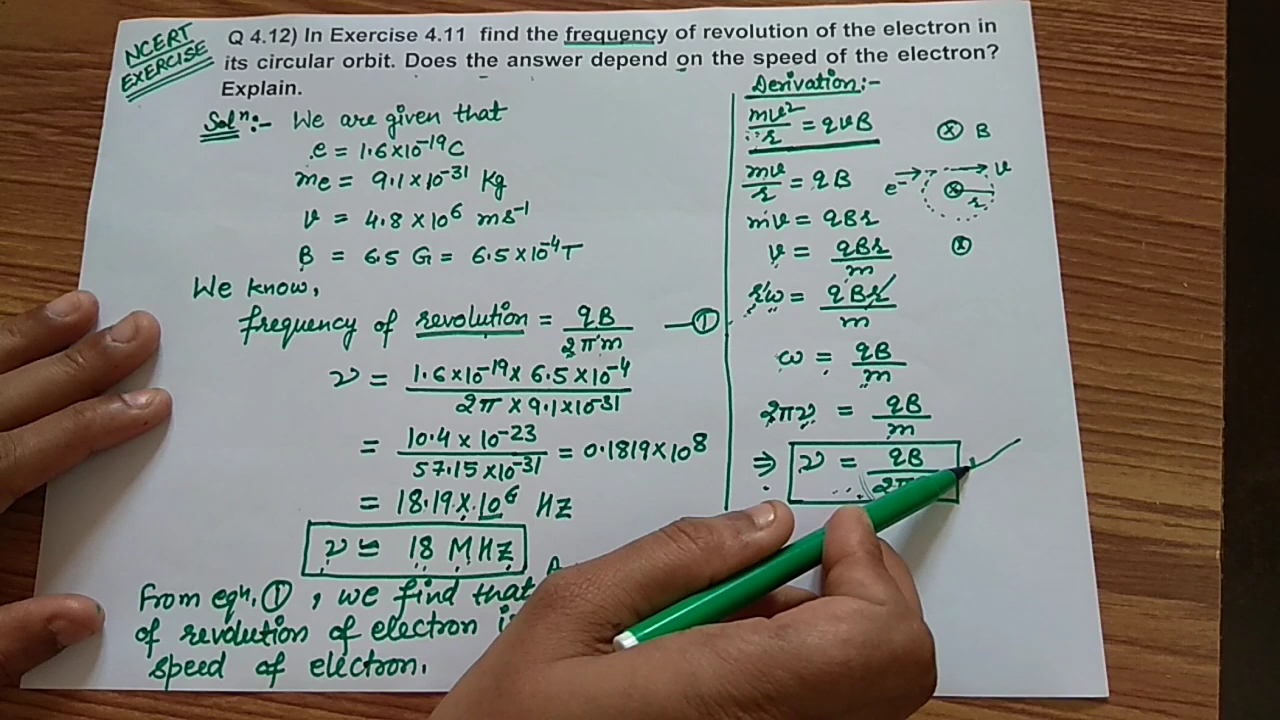 NCERT
EXERCISE
Q 4.12) In Exercise 4.11 find the frequency of revolution of the electron in
its circular orbit. Does the answer depend on the speed of the electron?
Explain.
Solⁿ:- We are given that
e = 1.6×10⁻¹⁹C
me = 9.1×10⁻³¹ Kg
v = 4.8×10⁶ ms⁻¹
B = 6.5 G = 6.5×10⁻⁴T
We know,
frequency of revolution = qB/2πm —①
ν = 1.6×10⁻¹⁹×6.5×10⁻⁴/2π×9.1×10⁻³¹
= 10.4×10⁻²³/57.15×10⁻³¹ = 0.1819×10⁸
= 18.19×10⁶ Hz
ν ≃ 18 MHz
From eqⁿ. ①, we find that
of revolution of electron
speed of electron.
Derivation:-
mv²/r = qvB
mv/r = qB
mv = qBr
v = qBr/m
rω = qBr/m
ω = qB/m
2πν = qB/m
⇒ ν = qB/2π
B
e⁻ v
r